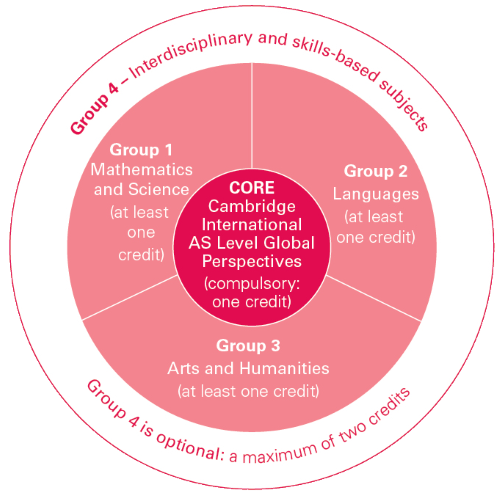 Group 4 – Interdisciplinary and skills-based subjects
Group 1
Mathematics
and Science
(at least
one
credit)
Group 2
Languages
(at least
one credit)
CORE
Cambridge
International
AS Level Global
Perspectives
(compulsory:
one credit)
Group 3
Arts and Humanities
(at least one credit)
Group 4 is optional: a maximum of two credits